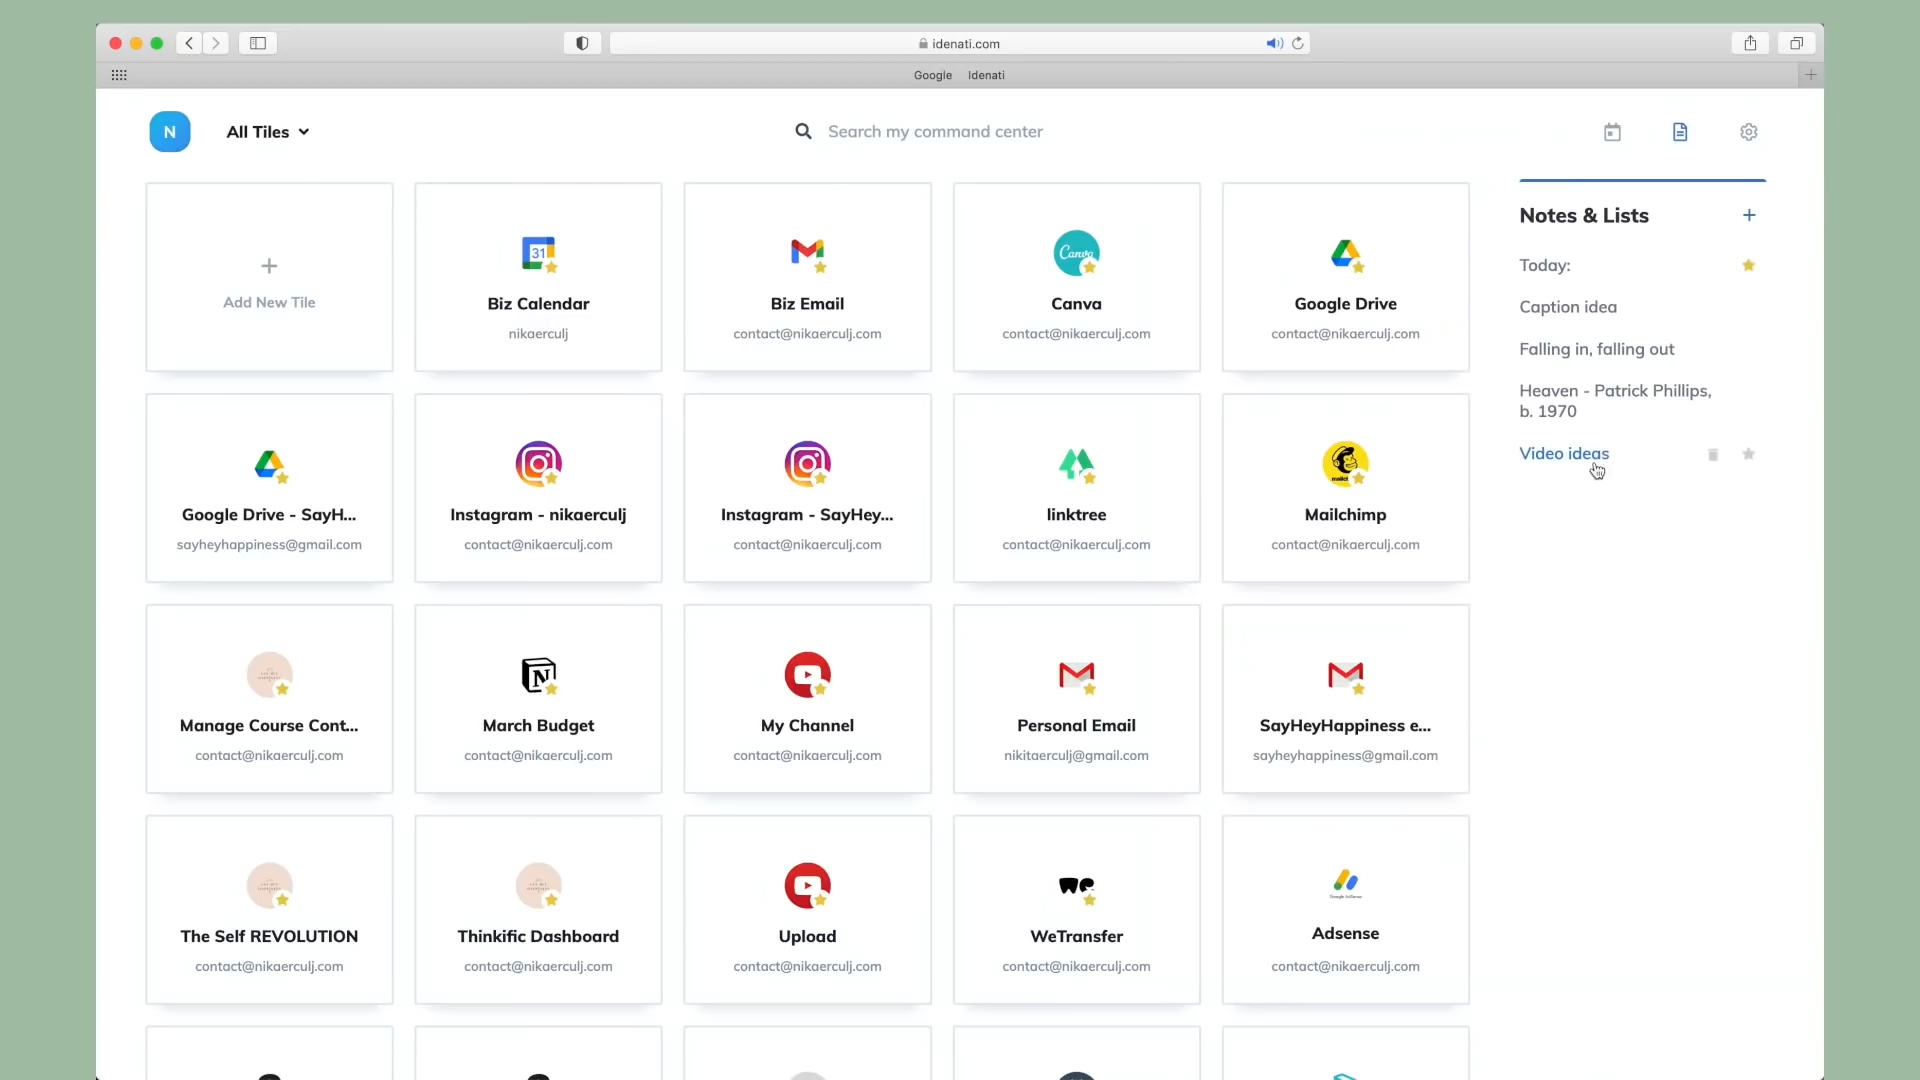 idenati.com
Google Idenati
N
All Tiles
Search my command center
Add New Tile
31
Biz Calendar
nikaerculj
Biz Email
contact@nikaerculj.com
Canva
Canva
contact@nikaerculj.com
Google Drive
contact@nikaerculj.com
Google Drive - SayH...
sayheyhappiness@gmail.com
Instagram - nikaerculj
contact@nikaerculj.com
Instagram - SayHey...
contact@nikaerculj.com
linktree
contact@nikaerculj.com
Mailchimp
contact@nikaerculj.com
Manage Course Cont...
contact@nikaerculj.com
N
March Budget
contact@nikaerculj.com
My Channel
contact@nikaerculj.com
Personal Email
nikitaerculj@gmail.com
SayHeyHappiness e...
sayheyhappiness@gmail.com
The Self REVOLUTION
contact@nikaerculj.com
Thinkific Dashboard
contact@nikaerculj.com
Upload
contact@nikaerculj.com
we
WeTransfer
contact@nikaerculj.com
Google AdSense
Adsense
contact@nikaerculj.com
Notes & Lists
Today:
Caption idea
Falling in, falling out
Heaven - Patrick Phillips,
b. 1970
Video ideas